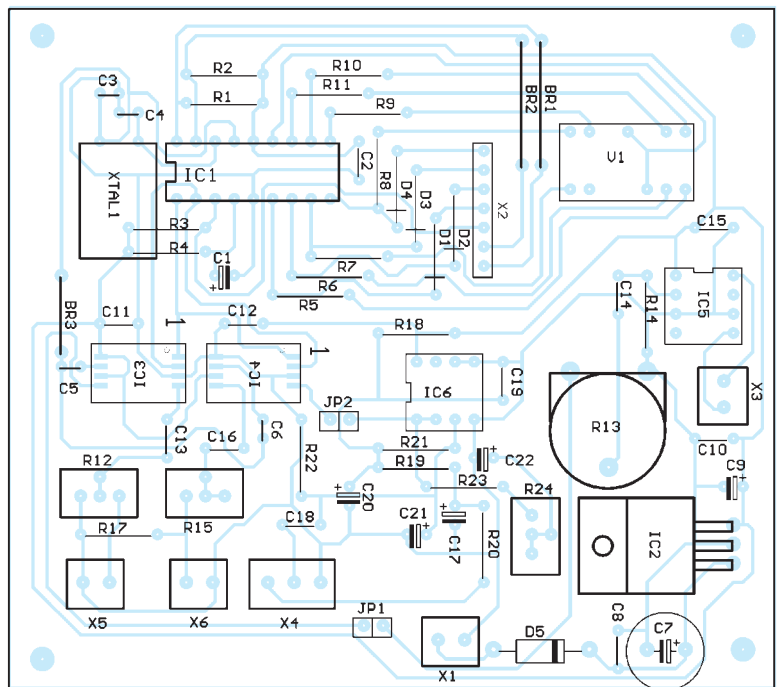 R2
R10
C3
R11
R1
C4
R9
BR2
BR1
V1
XTAL1
IC1
C2
R8
D4
D3
X2
R3
R4
D1
D2
C15
C1
+
R7
R6
R5
BR3
C11
1
C12
1
R18
C14
R14
IC5
IC3
IC4
IC6
C19
C5
JP2
X3
R13
C13
C16
C6
R22
R21
R19
C22
+
C10
C9
+
R12
R15
C20
+
R23
R24
R17
C18
C21
+
C17
+
R20
IC2
X5
X6
X4
JP1
X1
D5
C8
C7
+